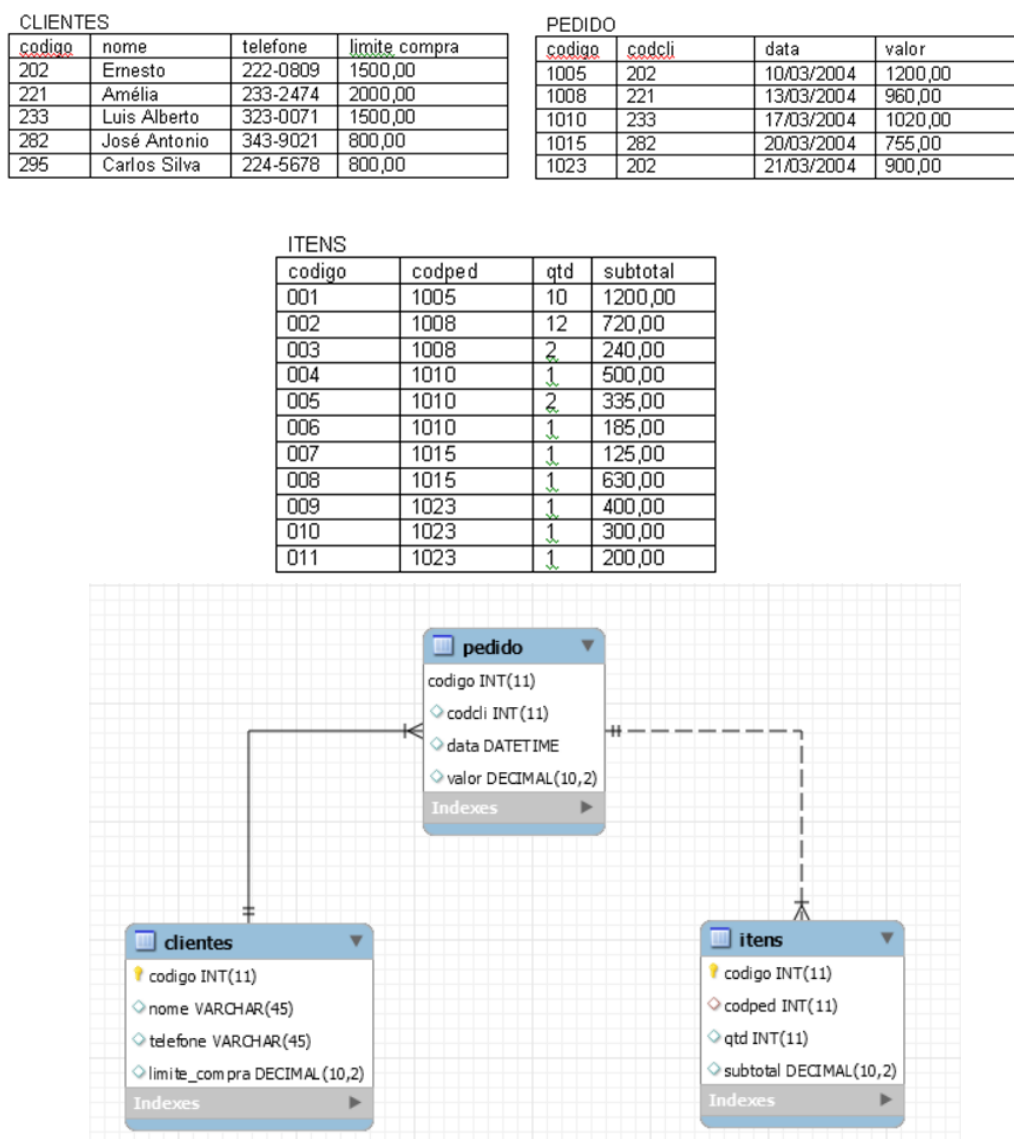 CLIENTES
codigo nome telefone limite compra
202 Ernesto 222-0809 1500,00
221 Amélia 233-2474 2000,00
233 Luis Alberto 323-0071 1500,00
282 José Antonio 343-9021 800,00
295 Carlos Silva 224-5678 800,00
PEDIDO
codigo codcli data valor
1005 202 10/03/2004 1200,00
1008 221 13/03/2004 960,00
1010 233 17/03/2004 1020,00
1015 282 20/03/2004 755,00
1023 202 21/03/2004 900,00
ITENS
codigo codped qtd subtotal
001 1005 10 1200,00
002 1008 12 720,00
003 1008 2 240,00
004 1010 1 500,00
005 1010 2 335,00
006 1010 1 185,00
007 1015 1 125,00
008 1015 1 630,00
009 1023 1 400,00
010 1023 1 300,00
011 1023 1 200,00
pedido
codigo INT(11)
codcli INT(11)
data DATETIME
valor DECIMAL(10,2)
Indexes
clientes
codigo INT(11)
nome VARCHAR(45)
telefone VARCHAR(45)
limite_compra DECIMAL(10,2)
Indexes
itens
codigo INT(11)
codped INT(11)
qtd INT(11)
subtotal DECIMAL(10,2)
Indexes